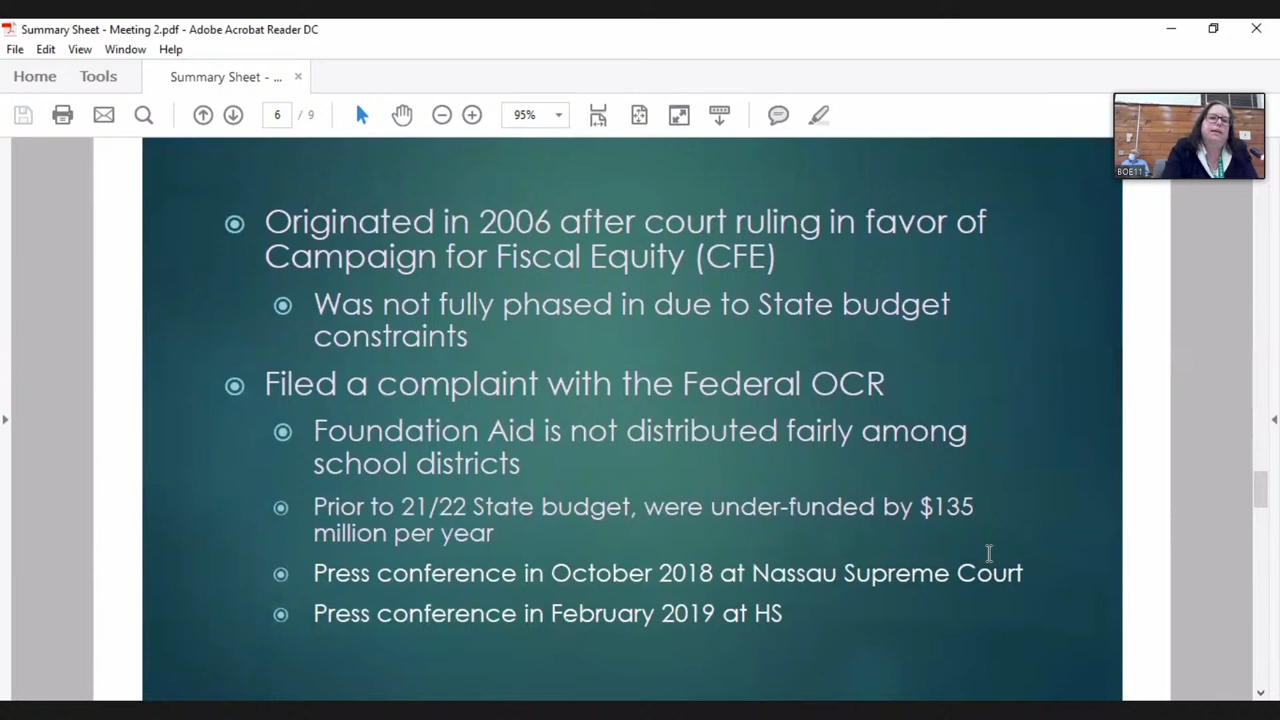 Summary Sheet - Meeting 2.pdf - Adobe Acrobat Reader DC
File Edit View Window Help
Home Tools Summary Sheet - ... ×
6 / 9 95%
BOE11
Originated in 2006 after court ruling in favor of
Campaign for Fiscal Equity (CFE)
Was not fully phased in due to State budget
constraints
Filed a complaint with the Federal OCR
Foundation Aid is not distributed fairly among
school districts
Prior to 21/22 State budget, were under-funded by $135
million per year
Press conference in October 2018 at Nassau Supreme Court
Press conference in February 2019 at HS